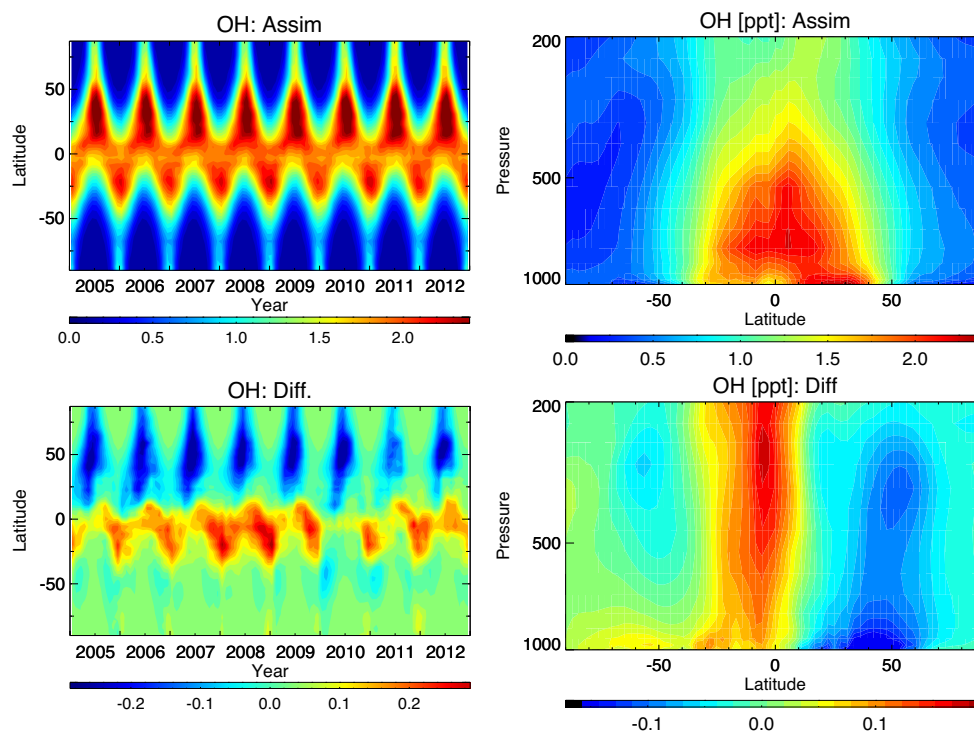 OH: Assim
Latitude
50
0
-50
2005 2006 2007 2008 2009 2010 2011 2012
Year
0.0 0.5 1.0 1.5 2.0
OH [ppt]: Assim
Pressure
200
500
1000
-50 0 50
Latitude
0.0 0.5 1.0 1.5 2.0
OH: Diff.
Latitude
50
0
-50
2005 2006 2007 2008 2009 2010 2011 2012
Year
-0.2 -0.1 0.0 0.1 0.2
OH [ppt]: Diff
Pressure
200
500
1000
-50 0 50
Latitude
-0.1 0.0 0.1